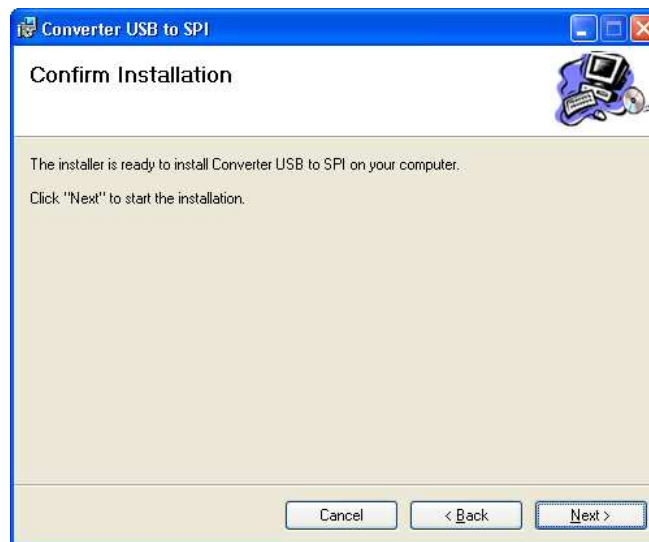 Converter USB to SPI
Confirm Installation
The installer is ready to install Converter USB to SPI on your computer.
Click "Next" to start the installation.
Cancel
< Back
Next >